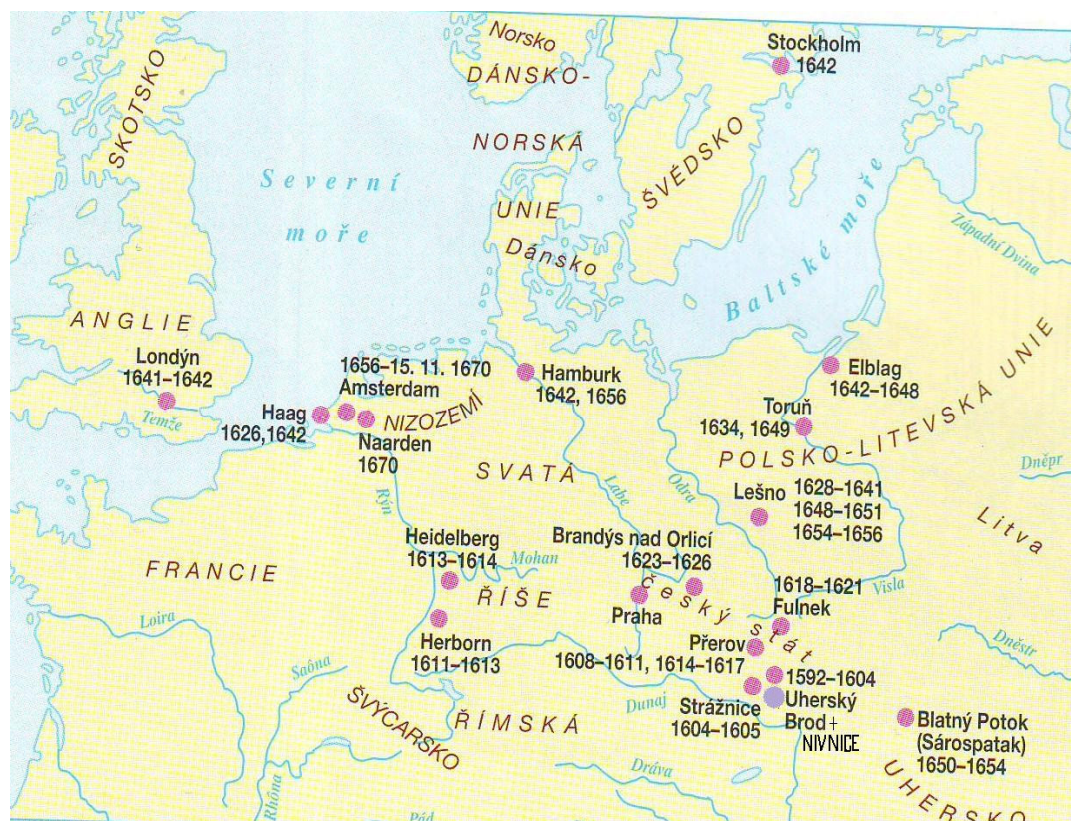 Norsko
DÁNSKO-
NORSKÁ
UNIE
Dánsko
Stockholm
1642
SKOTSKO
Severní
moře
ŠVÉDSKO
Baltské moře
Západní Dvina
ANGLIE
Londýn
1641–1642
Temže
1656–15. 11. 1670
Amsterdam
Haag
1626,1642
NIZOZEMÍ
Naarden
1670
Hamburk
1642, 1656
Elblag
1642–1648
Toruň
1634, 1649
POLSKO-LITEVSKÁ UNIE
Dněpr
Litva
SVATÁ
Rýn
Labe
Odra
Lešno
1628–1641
1648–1651
1654–1656
Heidelberg
1613–1614
Mohan
Brandýs nad Orlicí
1623–1626
FRANCIE
ŘÍŠE
Český stát
Praha
1618–1621
Fulnek
Visla
Loira
Herborn
1611–1613
Přerov
1608–1611, 1614–1617
Dněstr
Saôna
1592–1604
Uherský
Brod+
NIVNICE
Strážnice
1604–1605
Dunaj
ŠVÝCARSKO
ŘÍMSKÁ
Blatný Potok
(Sárospatak)
1650–1654
UHERSKO
Dráva
Rhôna
Pád